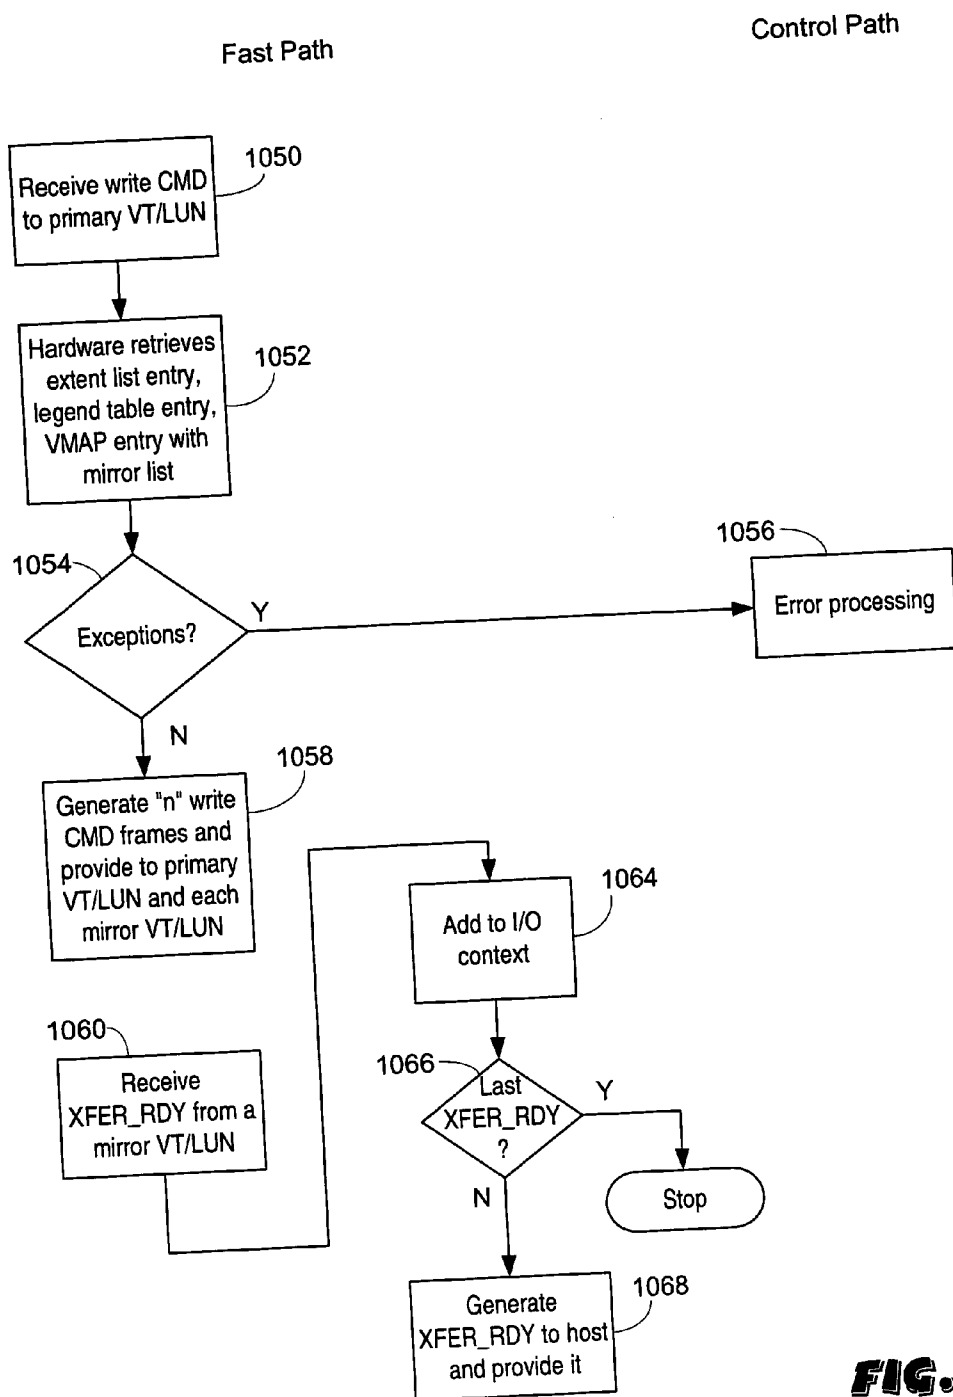 Fast Path
Control Path
1050
Receive write CMD
to primary VT/LUN
1052
Hardware retrieves
extent list entry,
legend table entry,
VMAP entry with
mirror list
1054
Exceptions?
Y
N
1056
Error processing
1058
Generate "n" write
CMD frames and
provide to primary
VT/LUN and each
mirror VT/LUN
1060
Receive
XFER_RDY from a
mirror VT/LUN
1064
Add to I/O
context
1066
Last
XFER_RDY
?
Y
N
Stop
1068
Generate
XFER_RDY to host
and provide it
FIG.